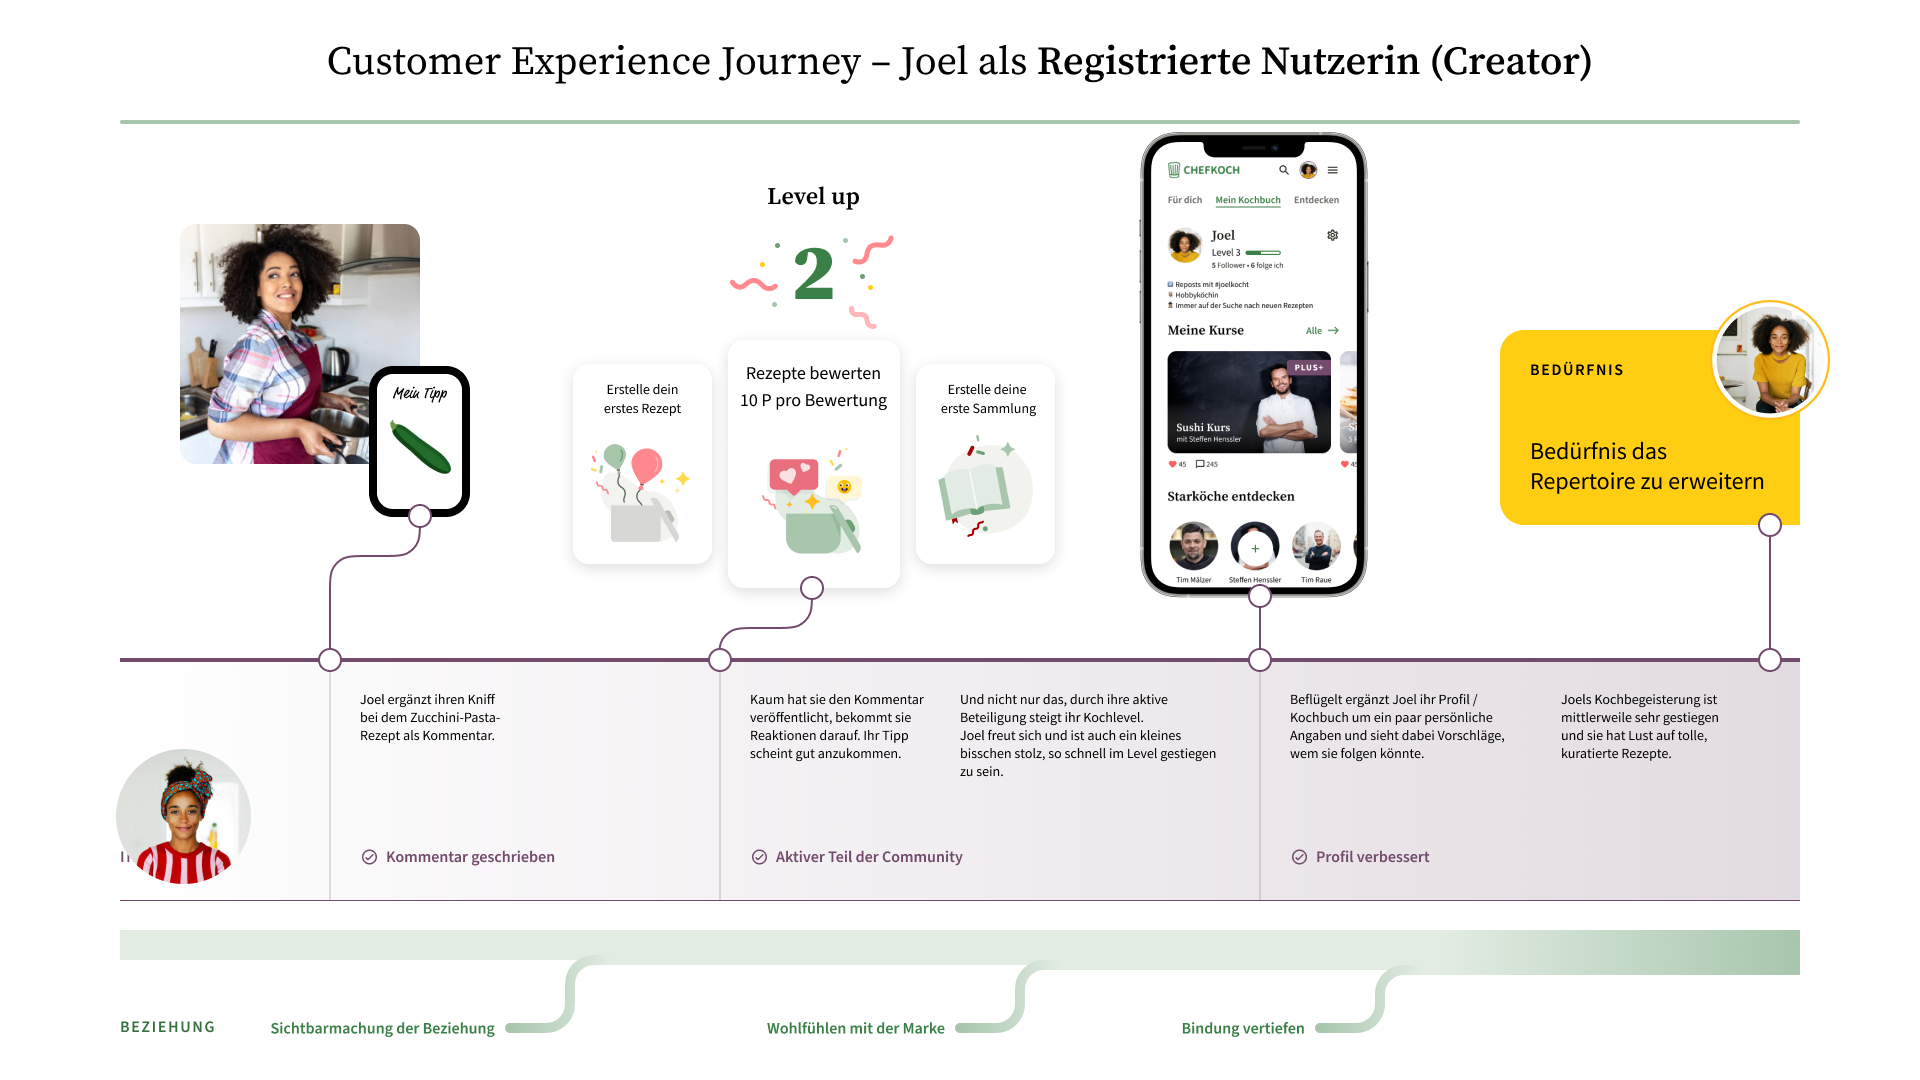 Customer Experience Journey – Joel als Registrierte Nutzerin (Creator)
Mein Tipp
Level up
2
Erstelle dein
erstes Rezept
Rezepte bewerten
10 P pro Bewertung
Erstelle deine
erste Sammlung
CHEFKOCH
Für dich
Mein Kochbuch
Entdecken
Joel
Level 3
5 Follower • 6 folge ich
Reposts mit #joelkocht
Hobbyköchin
Immer auf der Suche nach neuen Rezepten
Meine Kurse
Alle
PLUS+
Sushi Kurs
mit Steffen Henssler
45
245
Starköche entdecken
Tim Mälzer
Steffen Henssler
Tim Raue
BEDÜRFNIS
Bedürfnis das
Repertoire zu erweitern
Joel ergänzt ihren Kniff
bei dem Zucchini-Pasta-
Rezept als Kommentar.
Kommentar geschrieben
Kaum hat sie den Kommentar
veröffentlicht, bekommt sie
Reaktionen darauf. Ihr Tipp
scheint gut anzukommen.
Und nicht nur das, durch ihre aktive
Beteiligung steigt ihr Kochlevel.
Joel freut sich und ist auch ein kleines
bisschen stolz, so schnell im Level gestiegen
zu sein.
Aktiver Teil der Community
Beflügelt ergänzt Joel ihr Profil /
Kochbuch um ein paar persönliche
Angaben und sieht dabei Vorschläge,
wem sie folgen könnte.
Profil verbessert
Joels Kochbegeisterung ist
mittlerweile sehr gestiegen
und sie hat Lust auf tolle,
kuratierte Rezepte.
BEZIEHUNG
Sichtbarmachung der Beziehung
Wohlfühlen mit der Marke
Bindung vertiefen